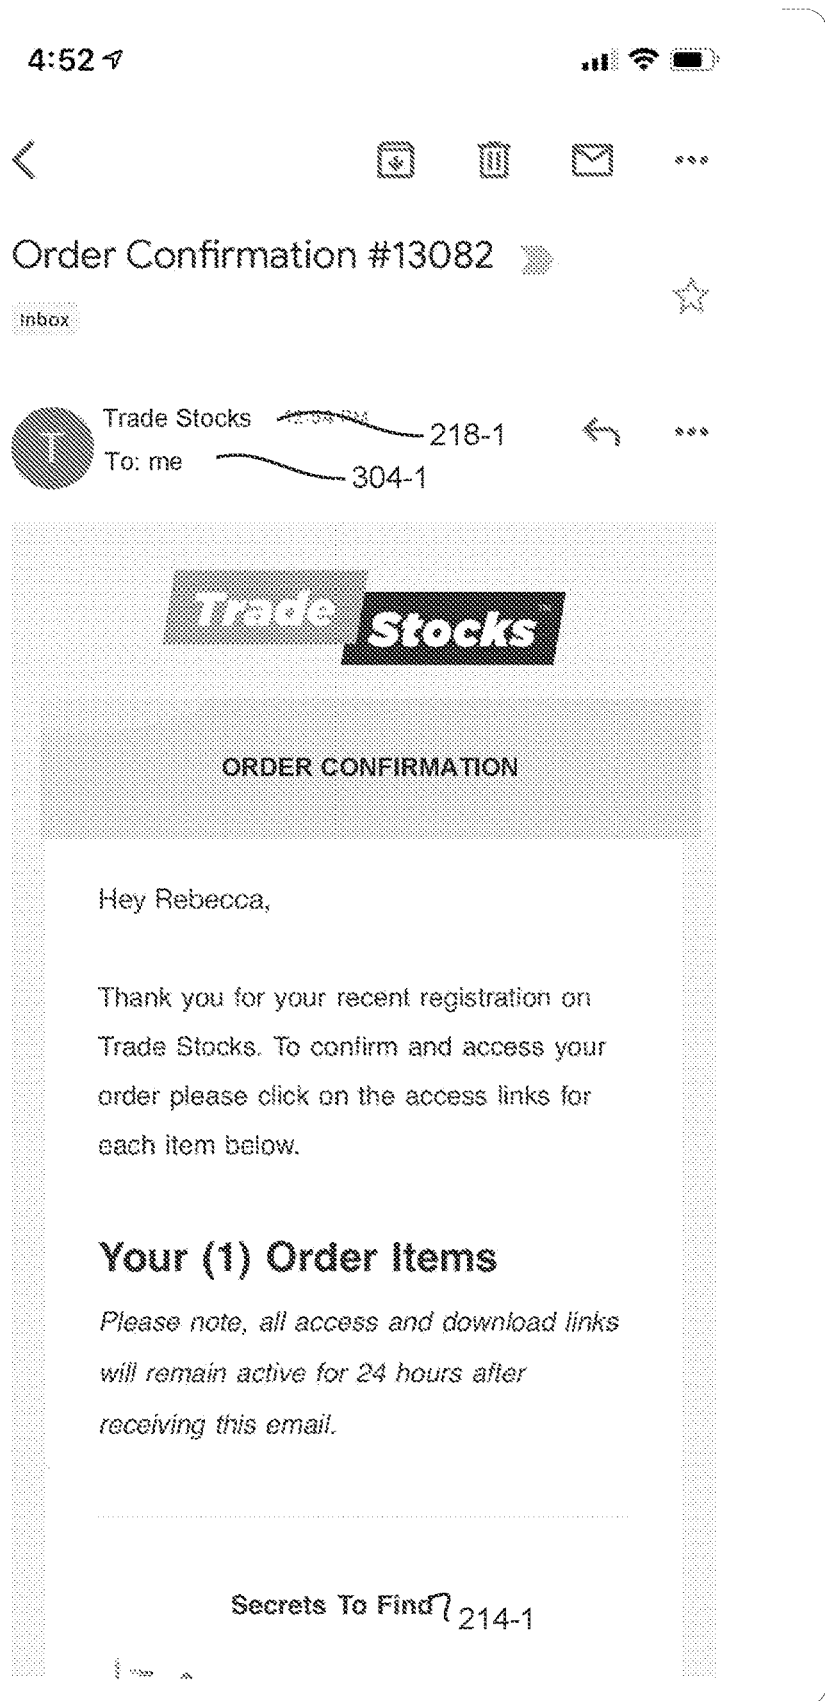 4:52
Order Confirmation #13082
Inbox
Trade Stocks
218-1
To: me
304-1
T
Trade
Stocks
ORDER CONFIRMATION
Hey Rebecca,
Thank you for your recent registration on
Trade Stocks. To confirm and access your
order please click on the access links for
each item below.
Your (1) Order Items
Please note, all access and download links
will remain active for 24 hours after
receiving this email.
Secrets To Find
214-1